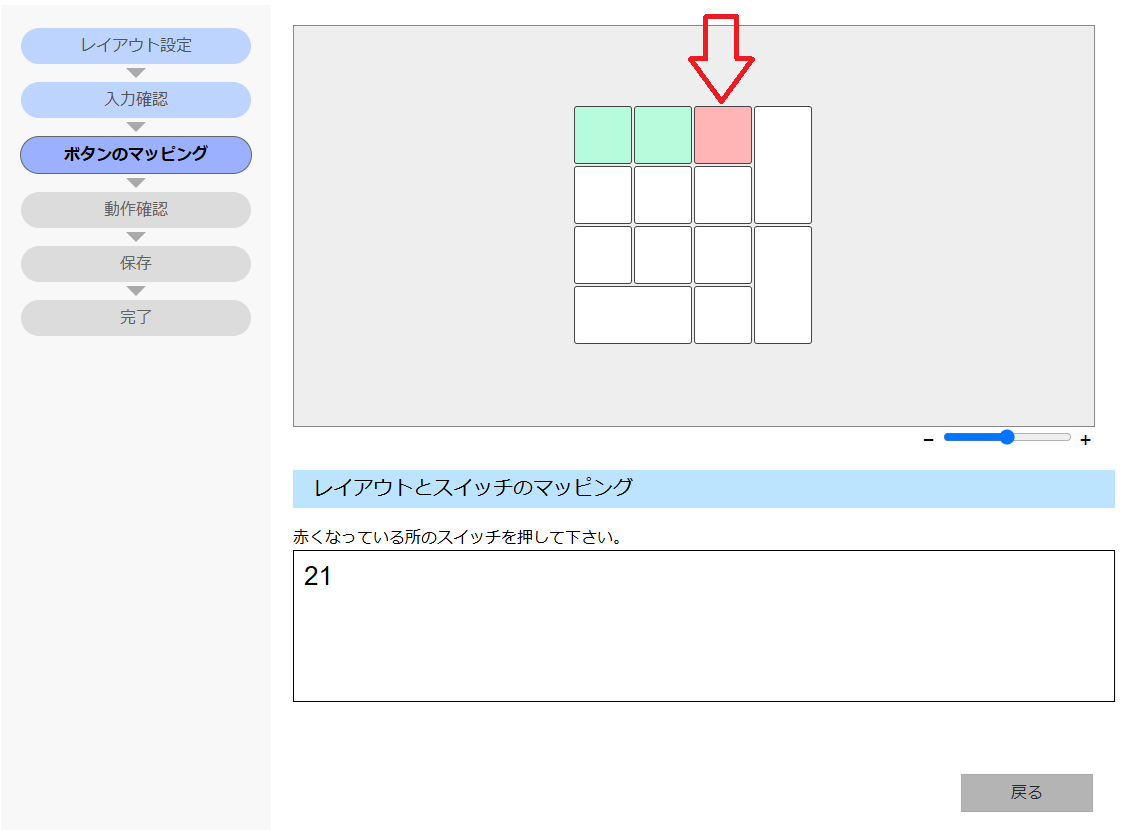 レイアウト設定
入力確認
ボタンのマッピング
動作確認
保存
完了
− +
レイアウトとスイッチのマッピング
赤くなっている所のスイッチを押して下さい。
21
戻る